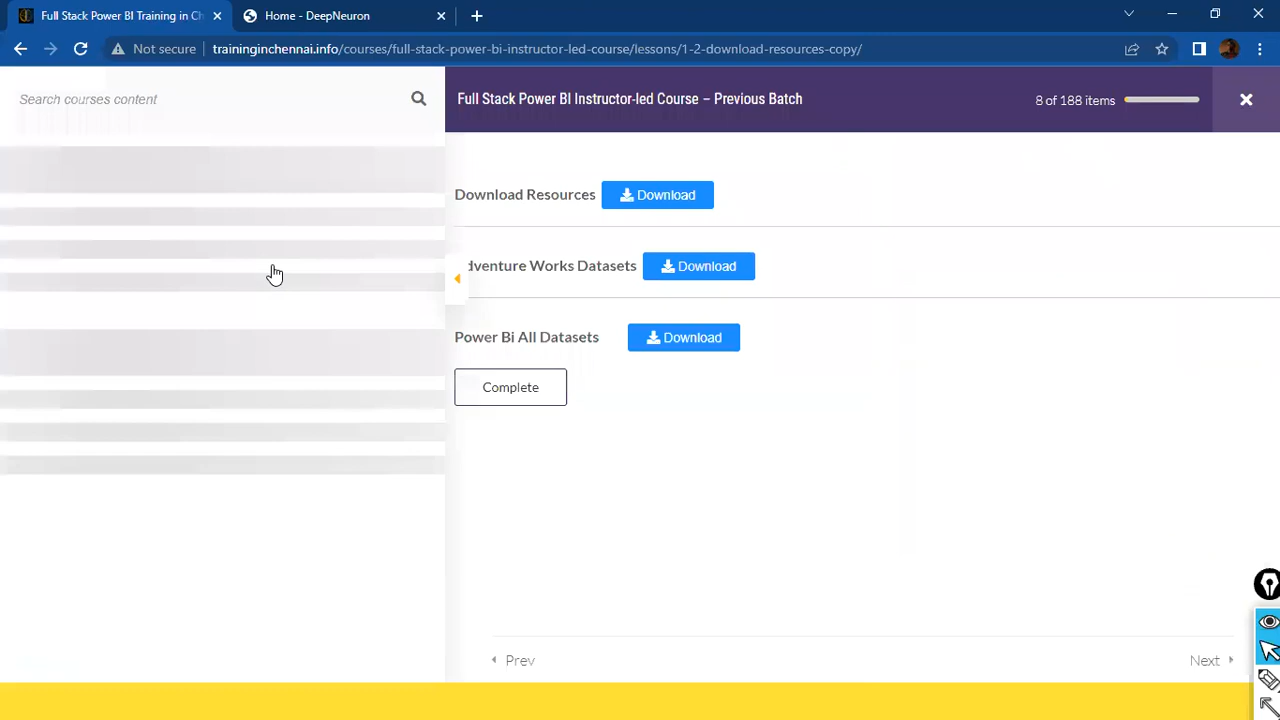 Full Stack Power BI Training in Ch
Home - DeepNeuron
Not secure
traininginchennai.info/courses/full-stack-power-bi-instructor-led-course/lessons/1-2-download-resources-copy/
Search courses content
Full Stack Power BI Instructor-led Course – Previous Batch
8 of 188 items
Download Resources
Download
dventure Works Datasets
Download
Power Bi All Datasets
Download
Complete
Prev
Next